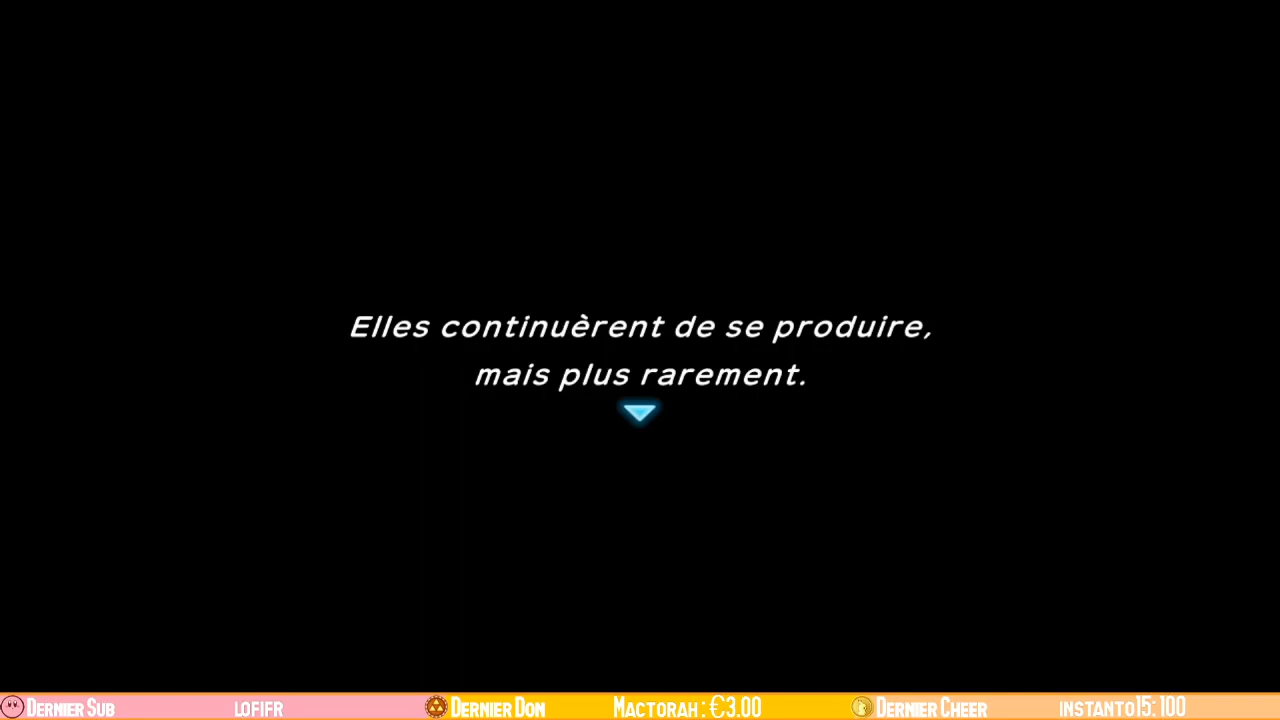 Elles continuèrent de se produire,
mais plus rarement.
Dernier Sub LOFIFR Dernier Don Mactorah : €3.00 Dernier Cheer instanto15: 100